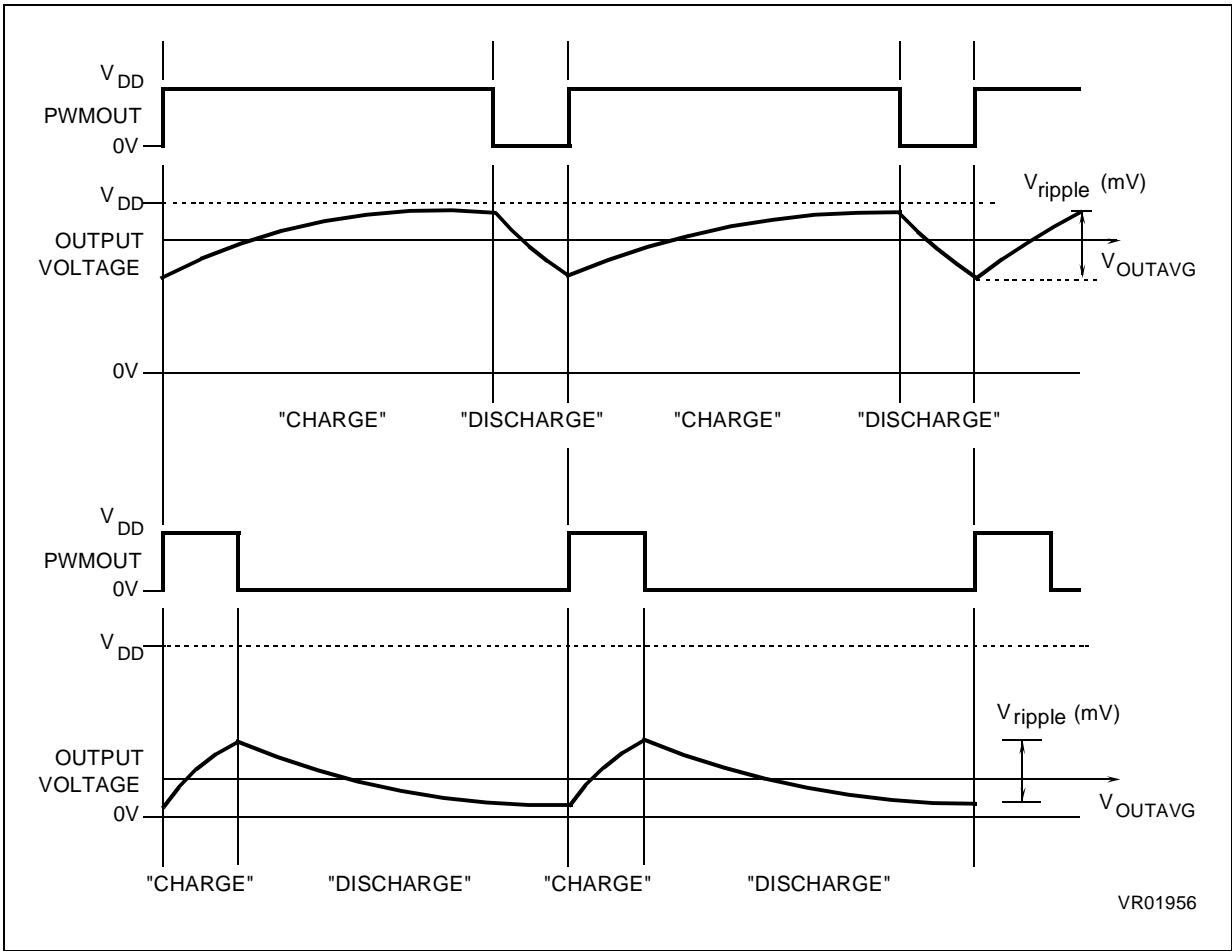 V DD
PWMOUT
0V
V DD
V ripple (mV)
OUTPUT
VOLTAGE
V OUTAVG
0V
"CHARGE" "DISCHARGE" "CHARGE" "DISCHARGE"
V DD
PWMOUT
0V
V DD
V ripple (mV)
OUTPUT
VOLTAGE
V OUTAVG
0V
"CHARGE" "DISCHARGE" "CHARGE" "DISCHARGE"
VR01956